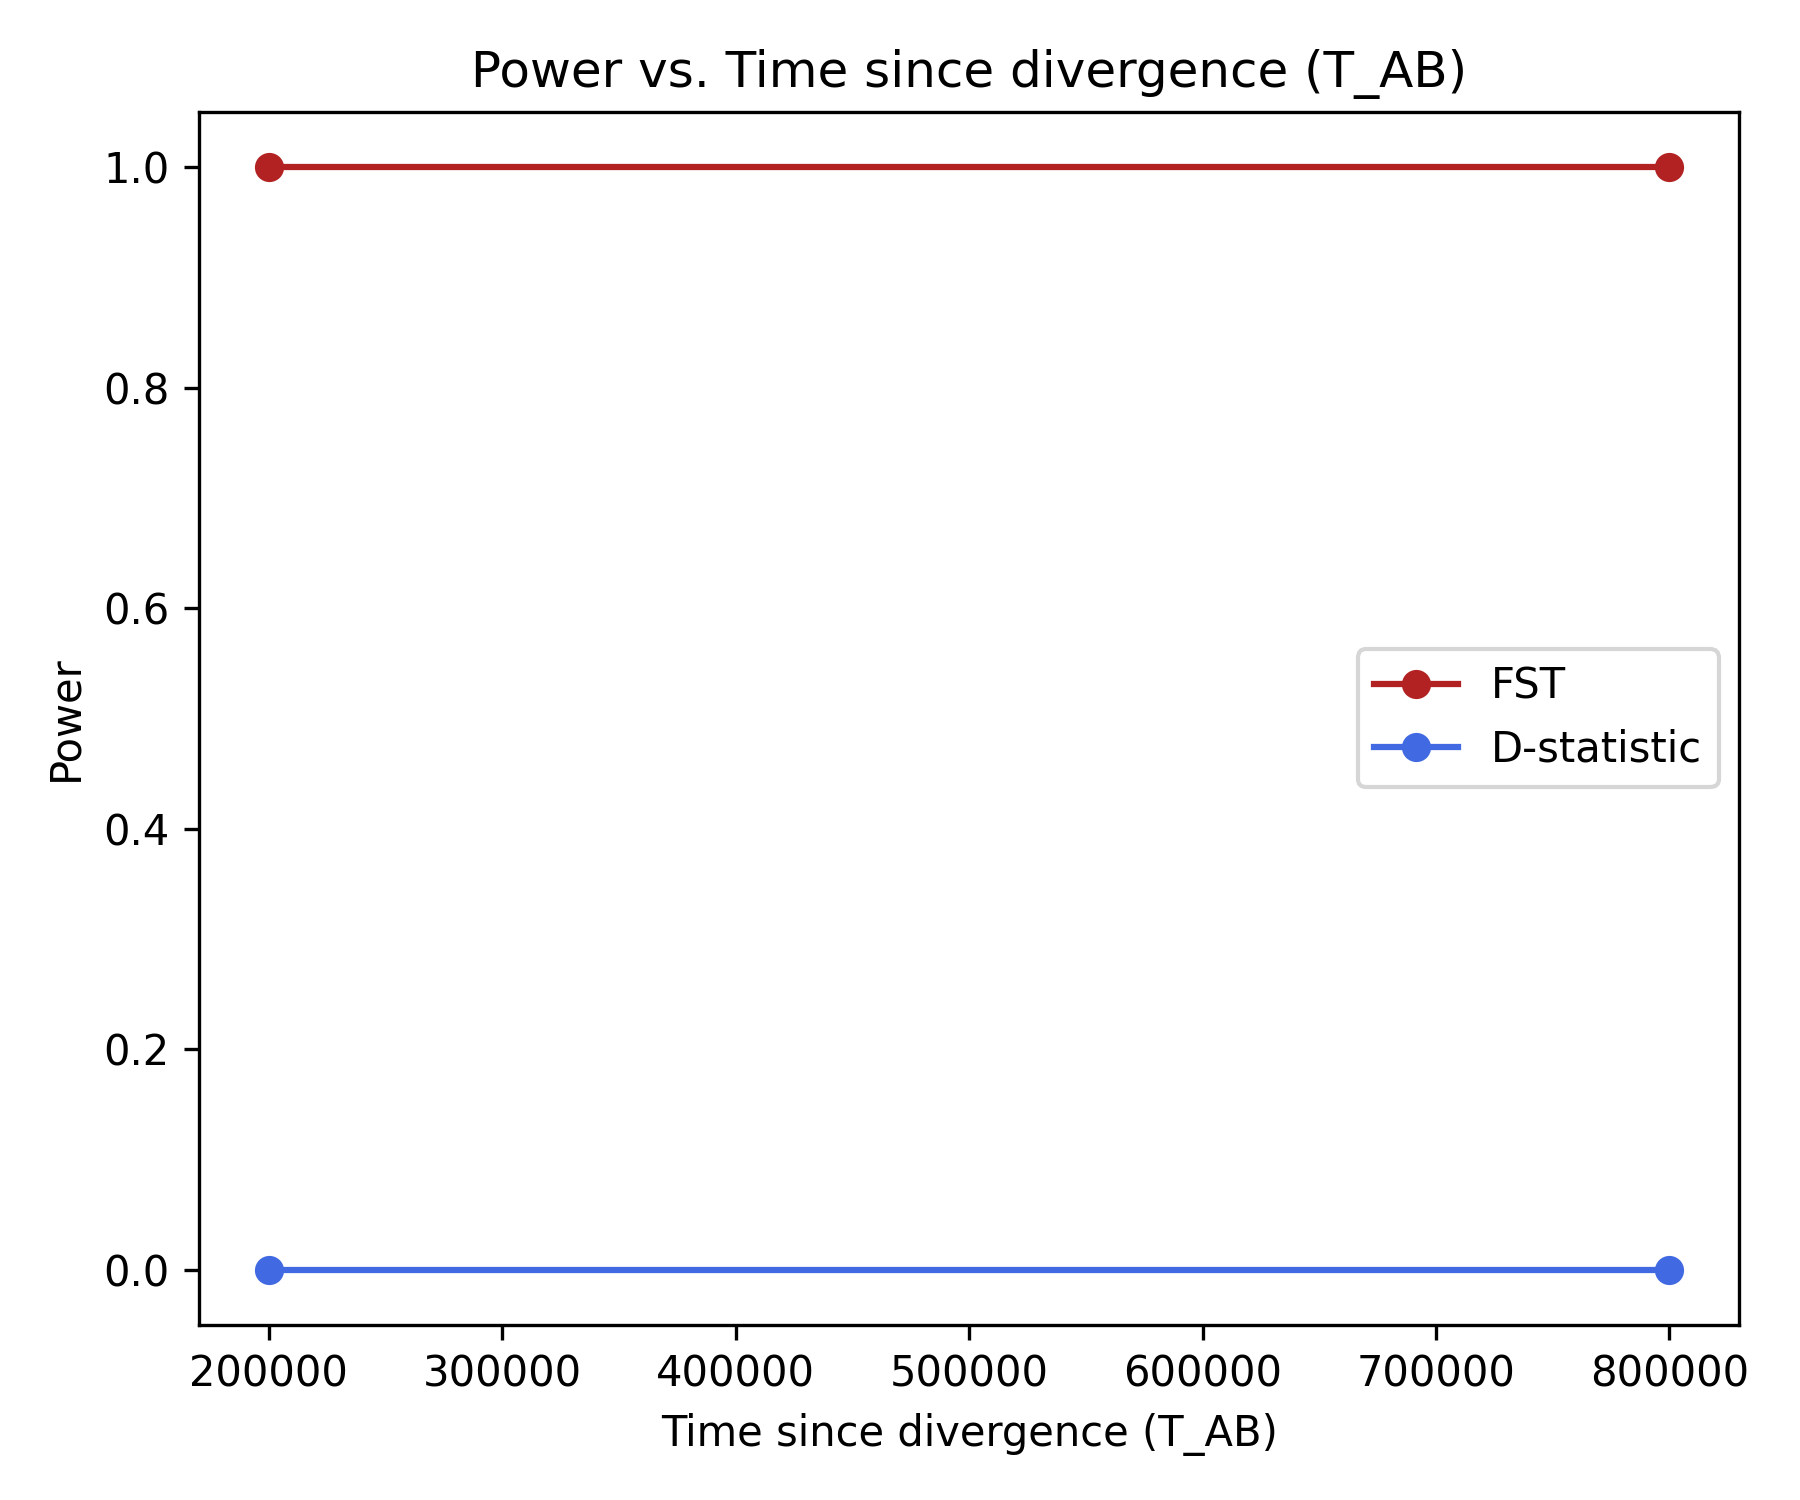 Power vs. Time since divergence (T_AB)
1.0
0.8
0.6
0.4
0.2
0.0
Power
FST
D-statistic
200000 300000 400000 500000 600000 700000 800000
Time since divergence (T_AB)